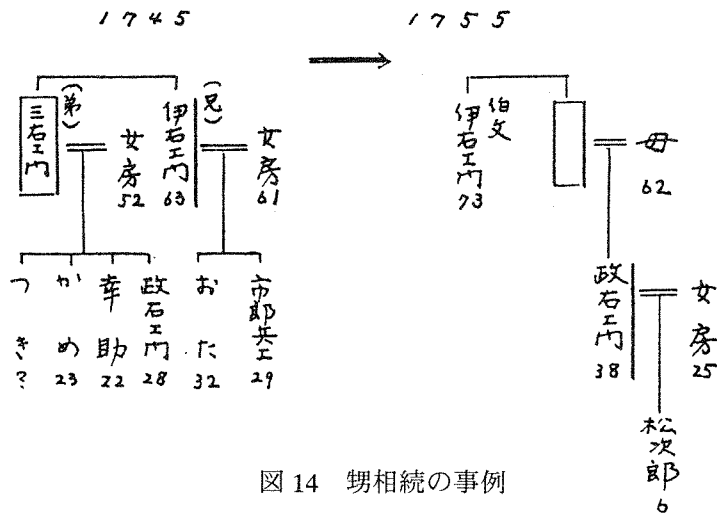 1745
1755
三右エ門
(弟)
女房
52
伊右エ門
63
(兄)
女房
61
つき
?
かめ
23
幸助
22
政右エ門
28
おた
32
市郎兵エ
29
伯父
伊右エ門
73
母
62
政右エ門
38
女房
25
松次郎
6
図14 甥相続の事例